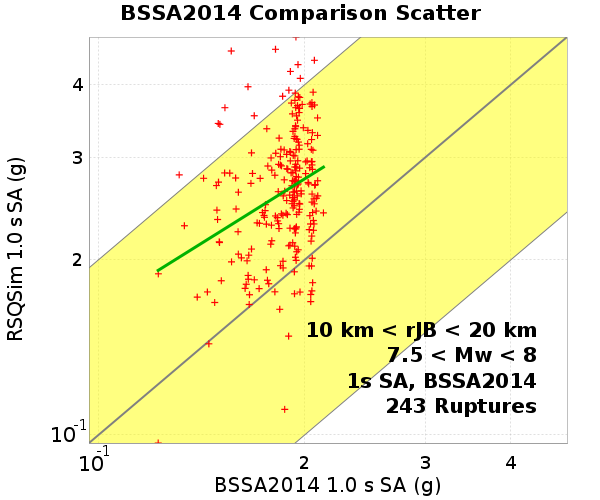 BSSA2014 Comparison Scatter
RSQSim 1.0 s SA (g)
4
3
2
10-1
10 km < rJB < 20 km
7.5 < Mw < 8
1s SA, BSSA2014
243 Ruptures
10-1
2
3
4
BSSA2014 1.0 s SA (g)